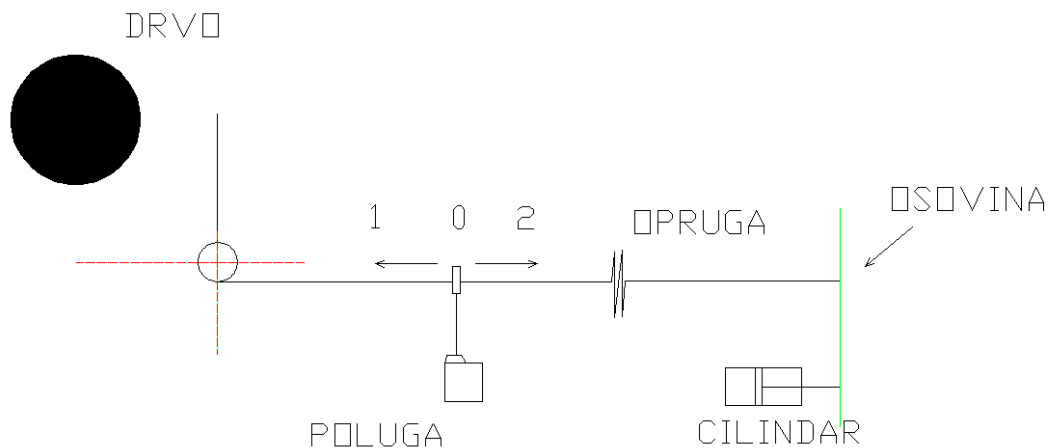 DRVO
OSOVINA
1 0 2
OPRUGA
POLUGA
CILINDAR